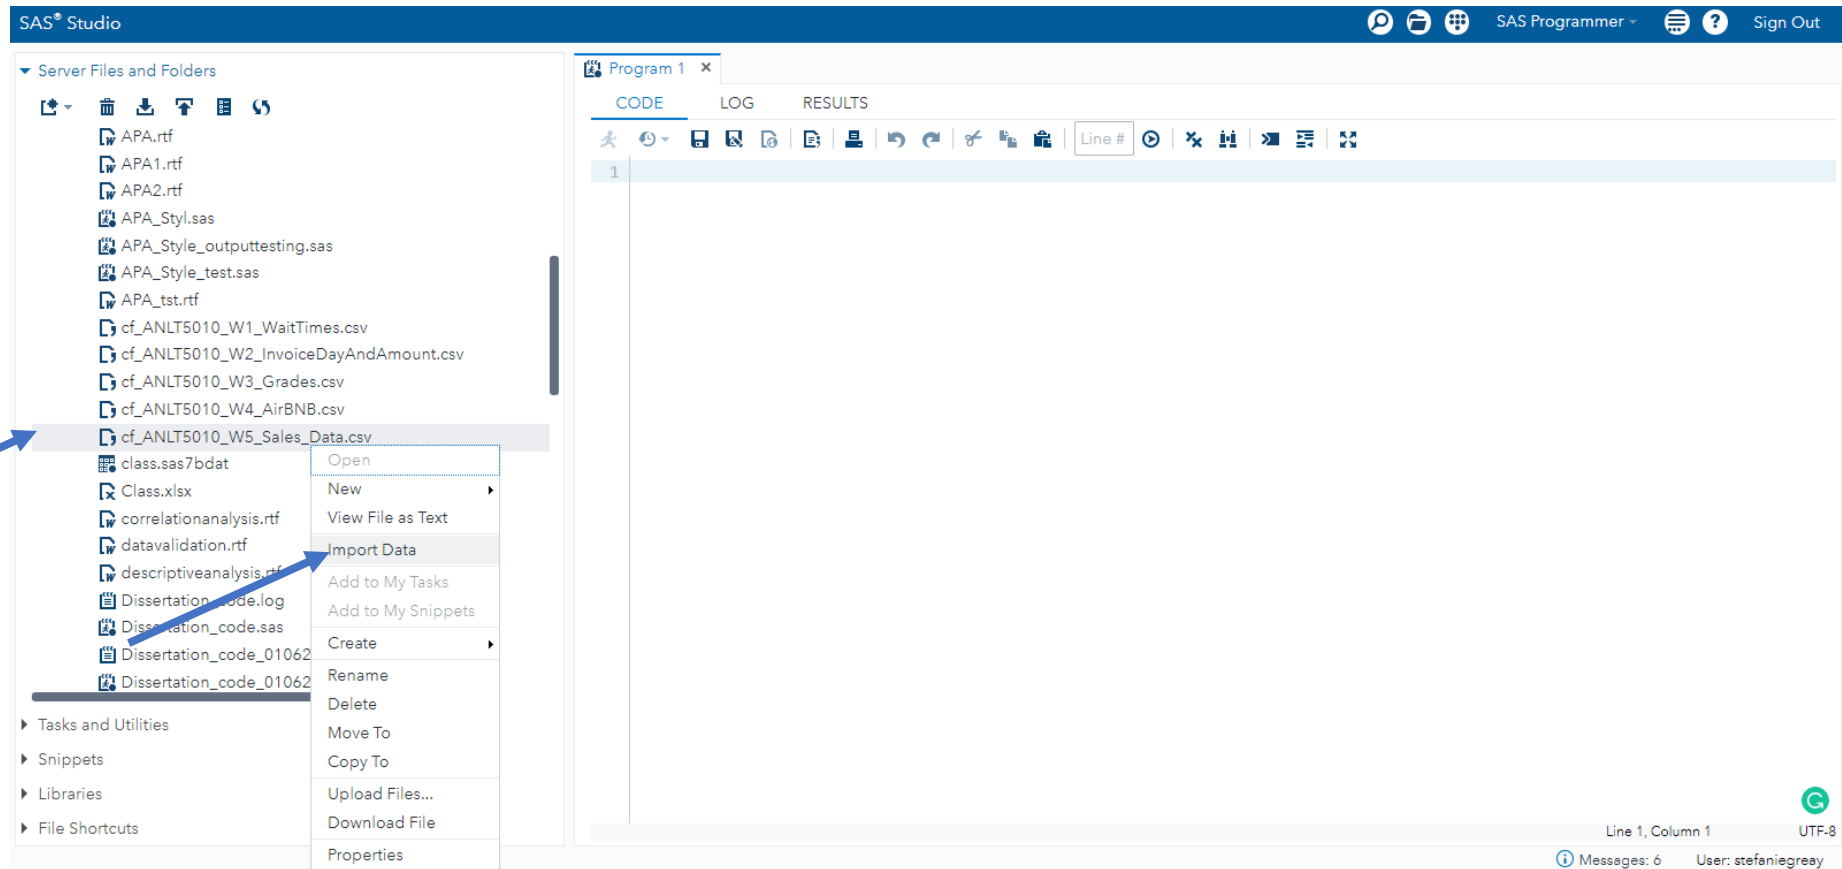 SAS® Studio
SAS Programmer
Sign Out
Server Files and Folders
APA.rtf
APA1.rtf
APA2.rtf
APA_Styl.sas
APA_Style_outputtesting.sas
APA_Style_test.sas
APA_tst.rtf
cf_ANLT5010_W1_WaitTimes.csv
cf_ANLT5010_W2_InvoiceDayAndAmount.csv
cf_ANLT5010_W3_Grades.csv
cf_ANLT5010_W4_AirBNB.csv
cf_ANLT5010_W5_Sales_Data.csv
class.sas7bdat
Class.xlsx
correlationanalysis.rtf
datavalidation.rtf
descriptiveanalysis.rtf
Dissertation_code.log
Dissertation_code.sas
Dissertation_code_01062
Dissertation_code_01062
Tasks and Utilities
Snippets
Libraries
File Shortcuts
Open
New
View File as Text
Import Data
Add to My Tasks
Add to My Snippets
Create
Rename
Delete
Move To
Copy To
Upload Files...
Download File
Properties
Program 1
CODE LOG RESULTS
Line #
1
Line 1, Column 1
UTF-8
Messages: 6
User: stefaniegreay